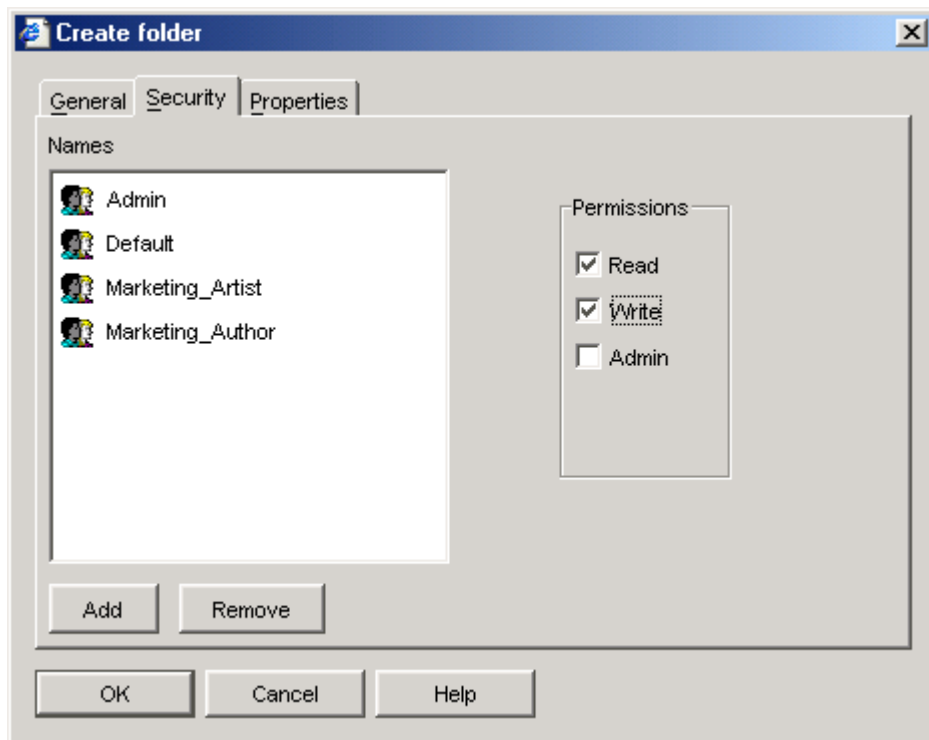 Create folder
General Security Properties
Names
Admin
Default
Marketing_Artist
Marketing_Author
Permissions
Read
Write
Admin
Add Remove
OK Cancel Help